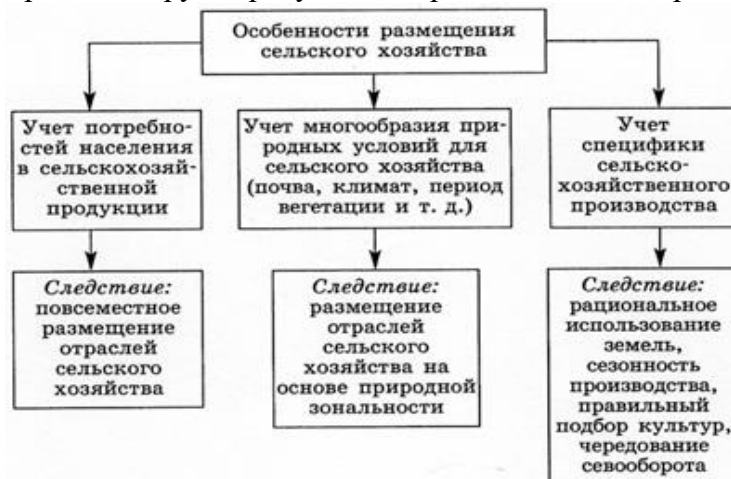 Особенности размещения
сельского хозяйства
Учет потребно-
стей населения
в сельскохозяй-
ственной
продукции
Учет многообразия при-
родных условий для
сельского хозяйства
(почва, климат, период
вегетации и т. д.)
Учет
специфики
сельско-
хозяйственного
производства
Следствие:
повсеместное
размещение
отраслей
сельского
хозяйства
Следствие:
размещение
отраслей
сельского
хозяйства на
основе природной
зональности
Следствие:
рациональное
использование
земель,
сезонность
производства,
правильный
подбор культур,
чередование
севооборота